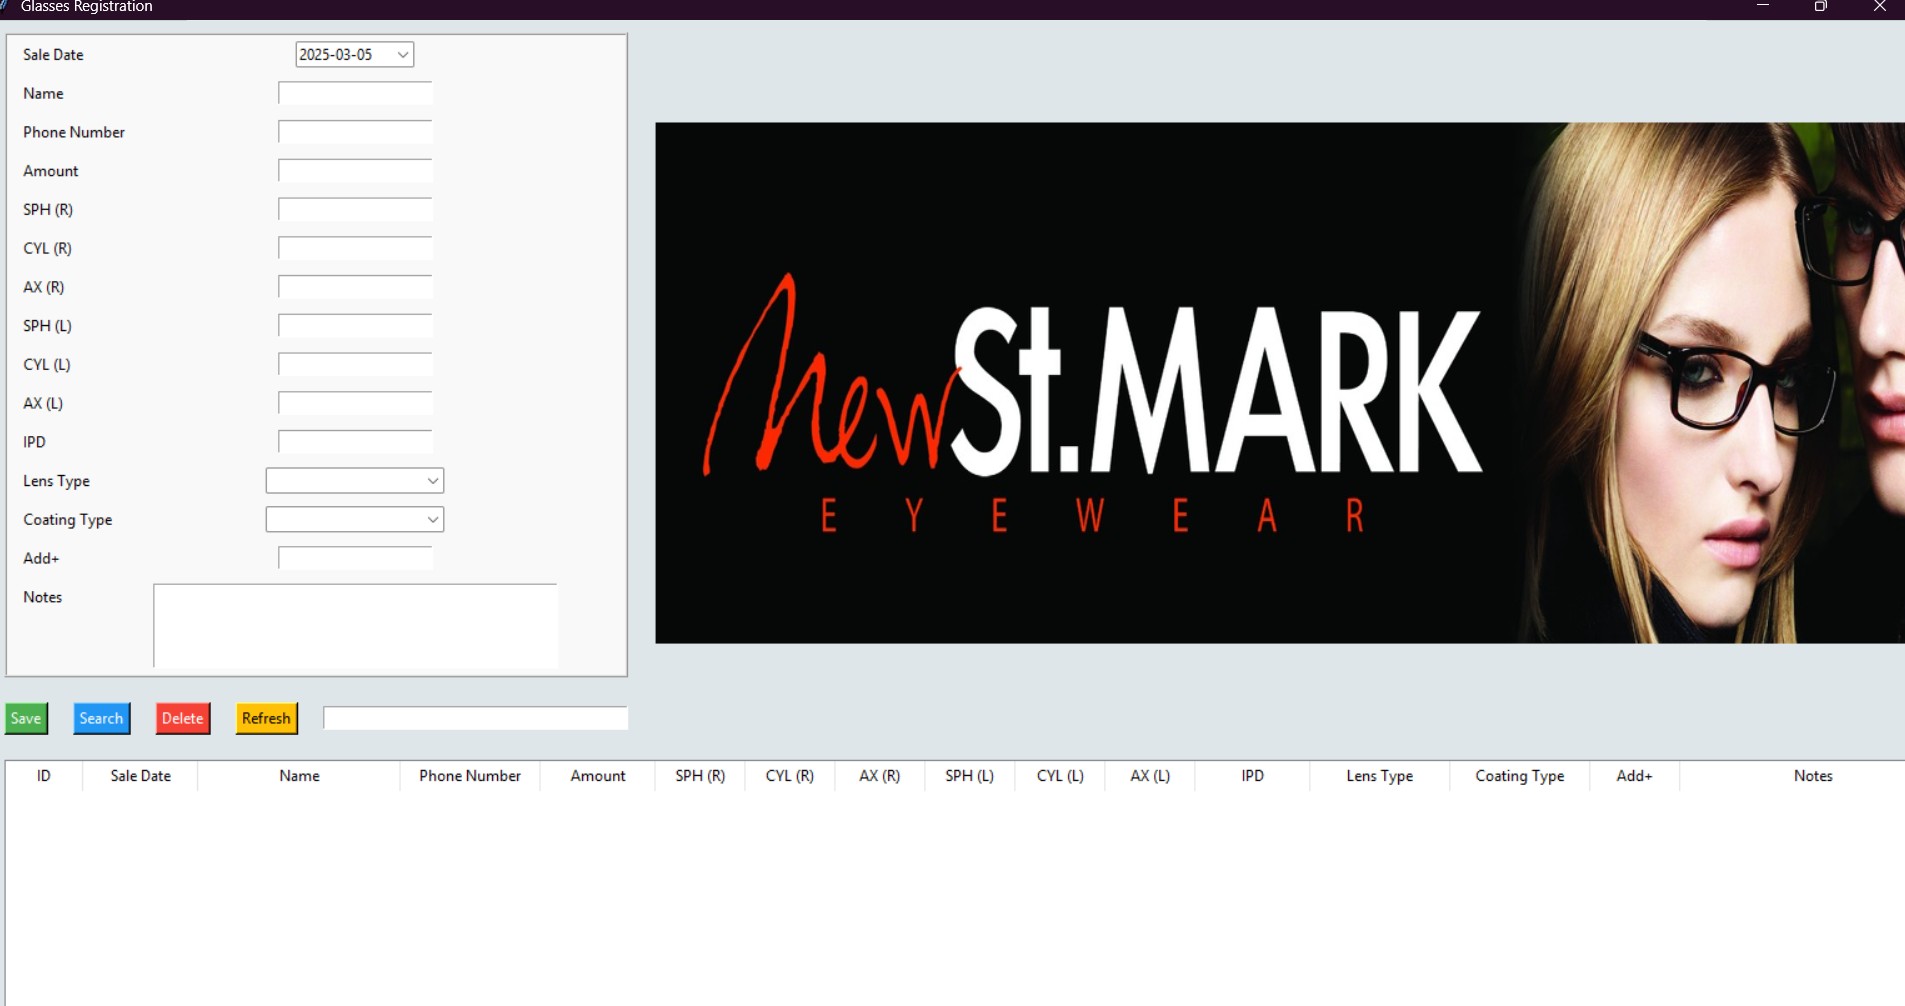 Glasses Registration
Sale Date 2025-03-05
Name
Phone Number
Amount
SPH (R)
CYL (R)
AX (R)
SPH (L)
CYL (L)
AX (L)
IPD
Lens Type
Coating Type
Add+
Notes
New St.MARK
EYEWEAR
Save Search Delete Refresh
ID Sale Date Name Phone Number Amount SPH (R) CYL (R) AX (R) SPH (L) CYL (L) AX (L) IPD Lens Type Coating Type Add+ Notes